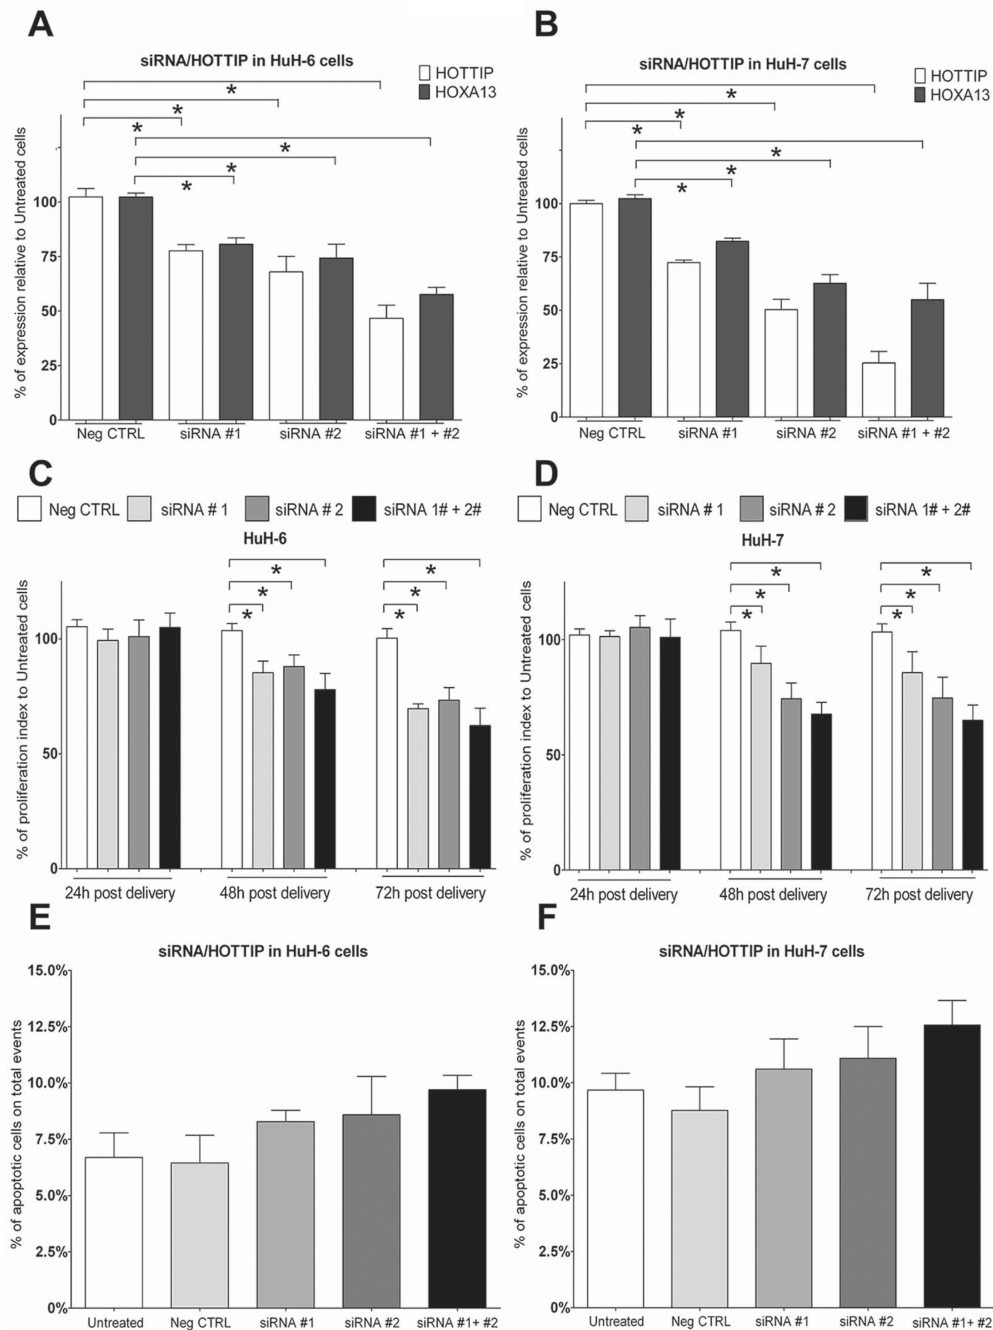 A
siRNA/HOTTIP in HuH-6 cells
HOTTIP
HOXA13
*
*
*
*
*
*
% of expression relative to Untreated cells
100
75
50
25
0
Neg CTRL siRNA #1 siRNA #2 siRNA #1 + #2
B
siRNA/HOTTIP in HuH-7 cells
HOTTIP
HOXA13
*
*
*
*
*
*
% of expression relative to Untreated cells
100
75
50
25
0
Neg CTRL siRNA #1 siRNA #2 siRNA #1 + #2
C
Neg CTRL siRNA # 1 siRNA # 2 siRNA 1# + 2#
HuH-6
* *
* *
* *
% of proliferation index to Untreated cells
100
50
0
24h post delivery 48h post delivery 72h post delivery
D
Neg CTRL siRNA # 1 siRNA # 2 siRNA 1# + 2#
HuH-7
* *
* *
* *
% of proliferation index to Untreated cells
100
50
0
24h post delivery 48h post delivery 72h post delivery
E
siRNA/HOTTIP in HuH-6 cells
% of apoptotic cells on total events
15.0%
12.5%
10.0%
7.5%
5.0%
2.5%
0%
Untreated Neg CTRL siRNA #1 siRNA #2 siRNA #1+ #2
F
siRNA/HOTTIP in HuH-7 cells
% of apoptotic cells on total events
15.0%
12.5%
10.0%
7.5%
5.0%
2.5%
0%
Untreated Neg CTRL siRNA #1 siRNA #2 siRNA #1+ #2